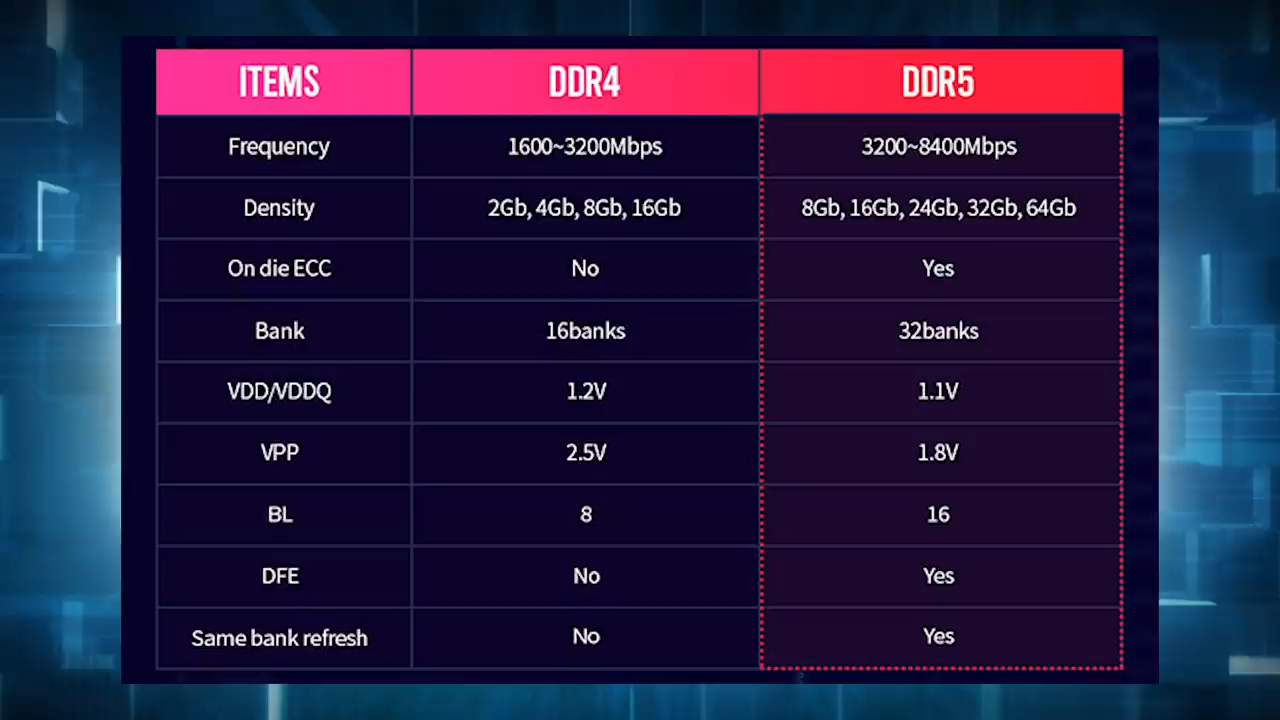 ITEMS DDR4 DDR5
Frequency 1600~3200Mbps 3200~8400Mbps
Density 2Gb, 4Gb, 8Gb, 16Gb 8Gb, 16Gb, 24Gb, 32Gb, 64Gb
On die ECC No Yes
Bank 16banks 32banks
VDD/VDDQ 1.2V 1.1V
VPP 2.5V 1.8V
BL 8 16
DFE No Yes
Same bank refresh No Yes